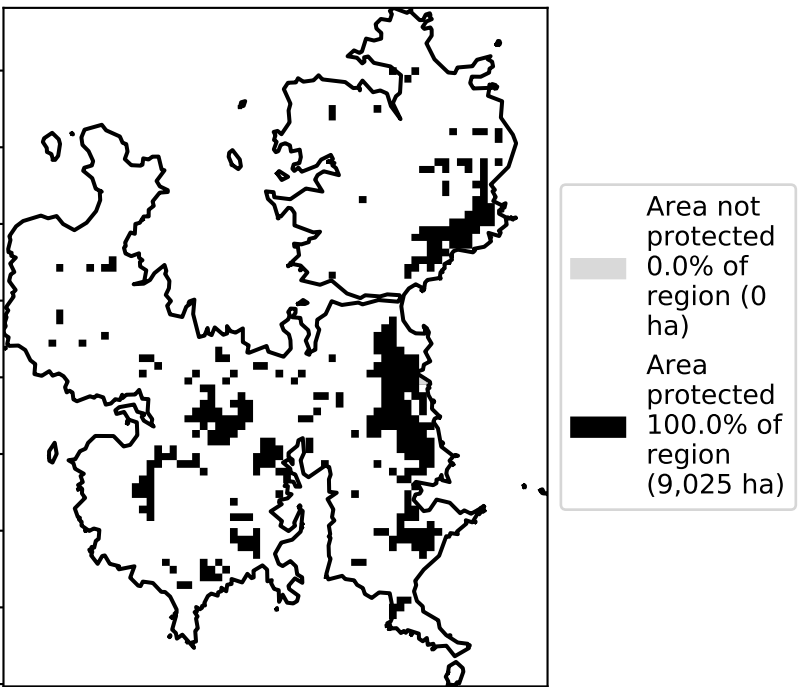 Area not
protected
0.0% of
region (0
ha)
Area
protected
100.0% of
region
(9,025 ha)